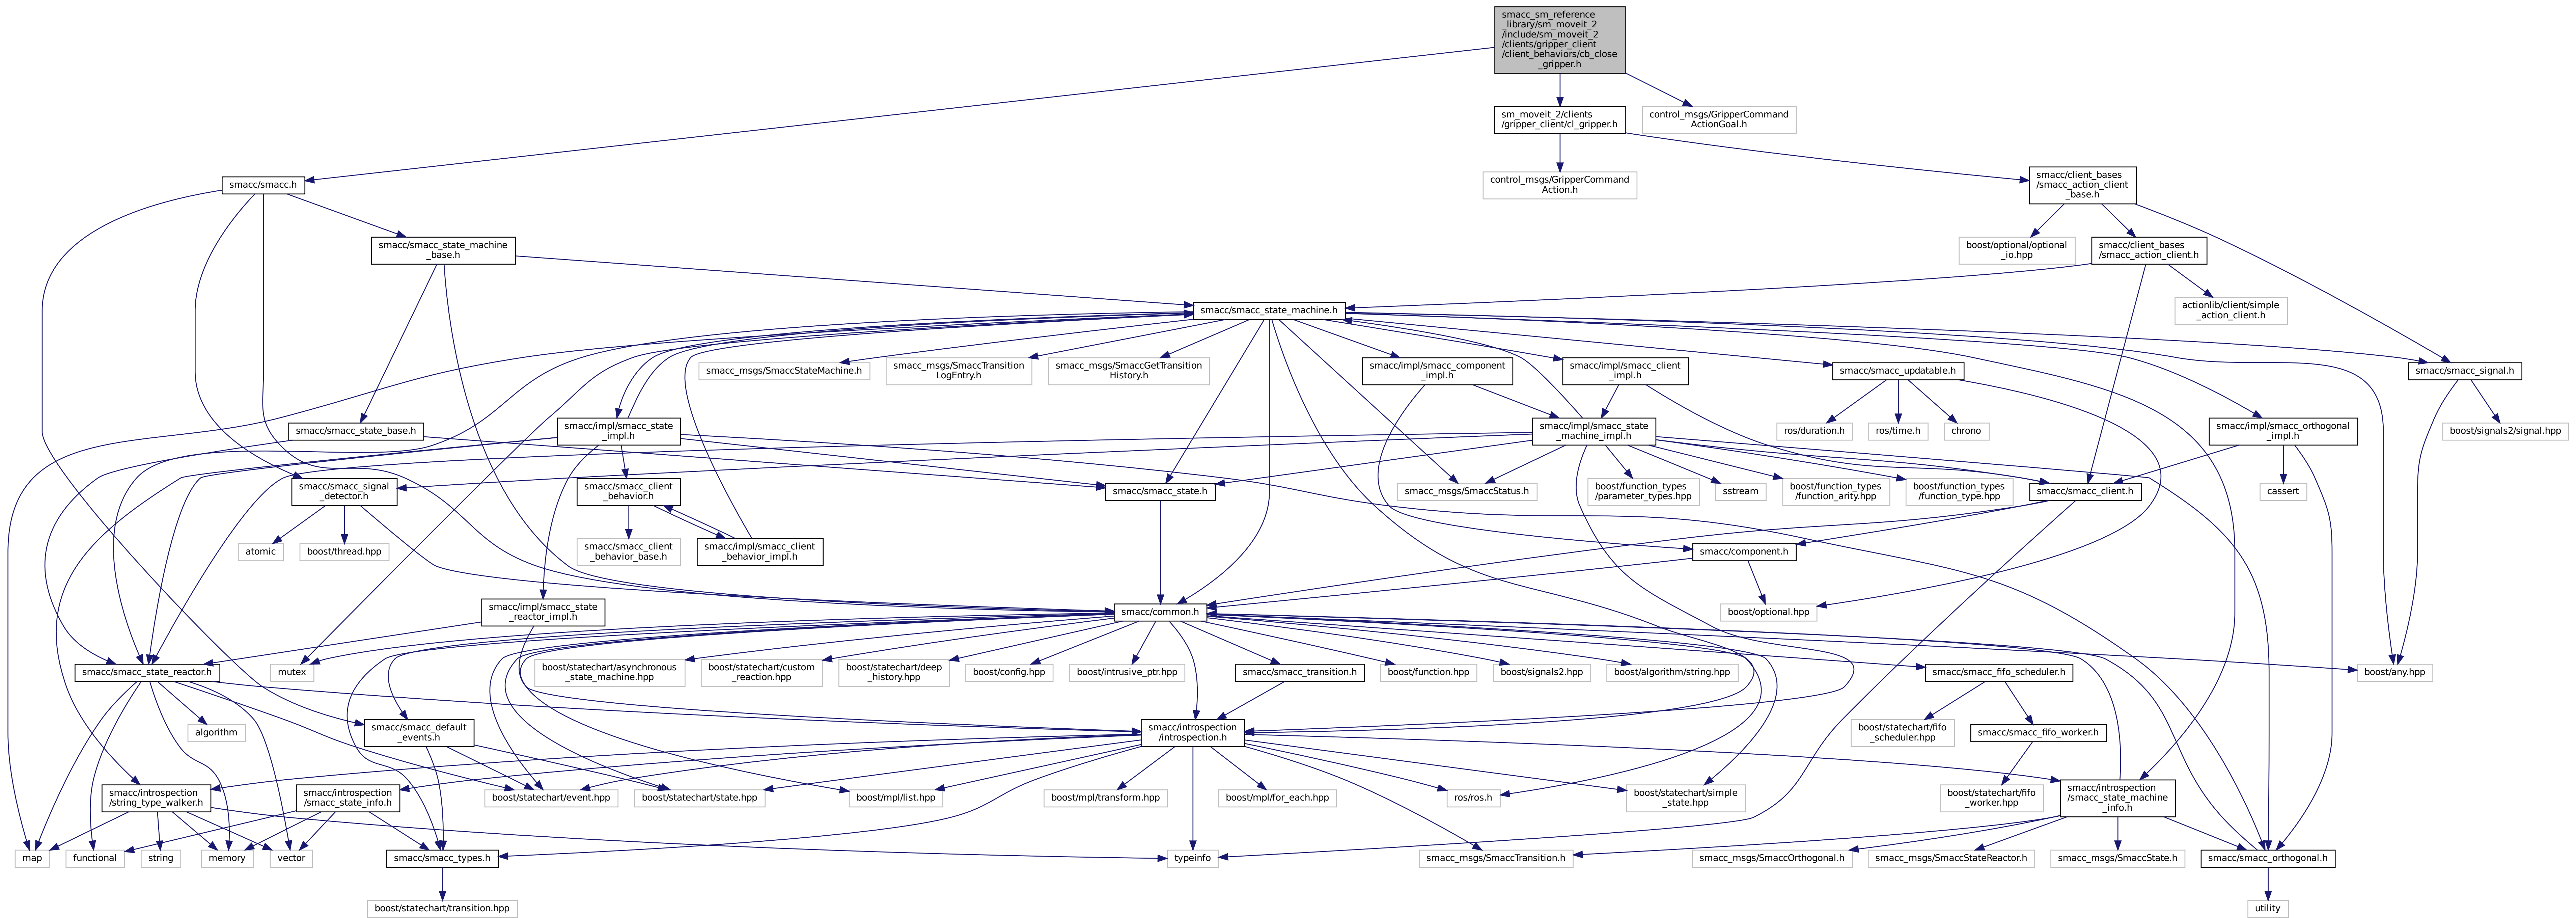 smacc_sm_reference
_library/sm_moveit_2
/include/sm_moveit_2
/clients/gripper_client
/client_behaviors/cb_close
_gripper.h
sm_moveit_2/clients
/gripper_client/cl_gripper.h
control_msgs/GripperCommand
ActionGoal.h
smacc/smacc.h
control_msgs/GripperCommand
Action.h
smacc/client_bases
/smacc_action_client
_base.h
smacc/smacc_state_machine
_base.h
boost/optional/optional
_io.hpp
smacc/client_bases
/smacc_action_client.h
smacc/smacc_state_machine.h
actionlib/client/simple
_action_client.h
smacc_msgs/SmaccStateMachine.h
smacc_msgs/SmaccTransition
LogEntry.h
smacc_msgs/SmaccGetTransition
History.h
smacc/impl/smacc_component
_impl.h
smacc/impl/smacc_client
_impl.h
smacc/smacc_updatable.h
smacc/smacc_signal.h
smacc/smacc_state_base.h
smacc/impl/smacc_state
_impl.h
smacc/impl/smacc_state
_machine_impl.h
ros/duration.h
ros/time.h
chrono
smacc/impl/smacc_orthogonal
_impl.h
boost/signals2/signal.hpp
smacc/smacc_signal
_detector.h
smacc/smacc_client
_behavior.h
smacc/smacc_state.h
smacc_msgs/SmaccStatus.h
boost/function_types
/parameter_types.hpp
sstream
boost/function_types
/function_arity.hpp
boost/function_types
/function_type.hpp
smacc/smacc_client.h
cassert
atomic
boost/thread.hpp
smacc/smacc_client
_behavior_base.h
smacc/impl/smacc_client
_behavior_impl.h
smacc/component.h
smacc/impl/smacc_state
_reactor_impl.h
smacc/common.h
boost/optional.hpp
smacc/smacc_state_reactor.h
mutex
boost/statechart/asynchronous
_state_machine.hpp
boost/statechart/custom
_reaction.hpp
boost/statechart/deep
_history.hpp
boost/config.hpp
boost/intrusive_ptr.hpp
smacc/smacc_transition.h
boost/function.hpp
boost/signals2.hpp
boost/algorithm/string.hpp
smacc/smacc_fifo_scheduler.h
boost/any.hpp
algorithm
smacc/smacc_default
_events.h
smacc/introspection
/introspection.h
boost/statechart/fifo
_scheduler.hpp
smacc/smacc_fifo_worker.h
smacc/introspection
/string_type_walker.h
smacc/introspection
/smacc_state_info.h
boost/statechart/event.hpp
boost/statechart/state.hpp
boost/mpl/list.hpp
boost/mpl/transform.hpp
boost/mpl/for_each.hpp
ros/ros.h
boost/statechart/simple
_state.hpp
boost/statechart/fifo
_worker.hpp
smacc/introspection
/smacc_state_machine
_info.h
map
functional
string
memory
vector
smacc/smacc_types.h
typeinfo
smacc_msgs/SmaccTransition.h
smacc_msgs/SmaccOrthogonal.h
smacc_msgs/SmaccStateReactor.h
smacc_msgs/SmaccState.h
smacc/smacc_orthogonal.h
boost/statechart/transition.hpp
utility